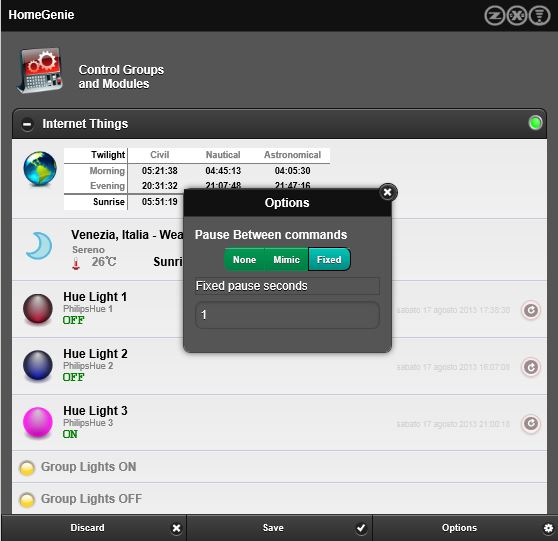 HomeGenie
Control Groups
and Modules
Internet Things
Twilight Civil Nautical Astronomical
Morning 05:21:38 04:45:13 04:05:30
Evening 20:31:32 21:07:48 21:47:16
Sunrise 05:51:19
Options
Pause Between commands
None Mimic Fixed
Fixed pause seconds
1
Venezia, Italia - Wea
Sereno
26℃ Sunri
Hue Light 1
PhilipsHue 1
OFF
sabato 17 agosto 2013 17:38:30
Hue Light 2
PhilipsHue 2
OFF
sabato 17 agosto 2013 16:07:09
Hue Light 3
PhilipsHue 3
ON
sabato 17 agosto 2013 21:00:18
Group Lights ON
Group Lights OFF
Discard Save Options